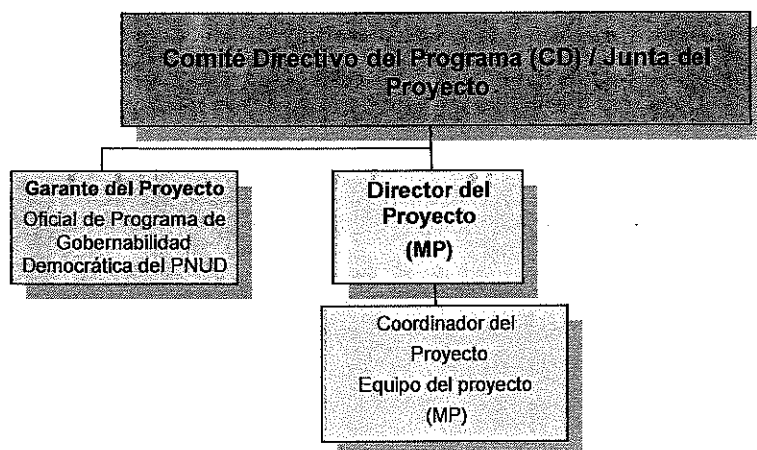 Comité Directivo del Programa (CD) / Junta del
Proyecto
Garante del Proyecto
Oficial de Programa de
Gobernabilidad
Democrática del PNUD
Director del
Proyecto
(MP)
Coordinador del
Proyecto
Equipo del proyecto
(MP)